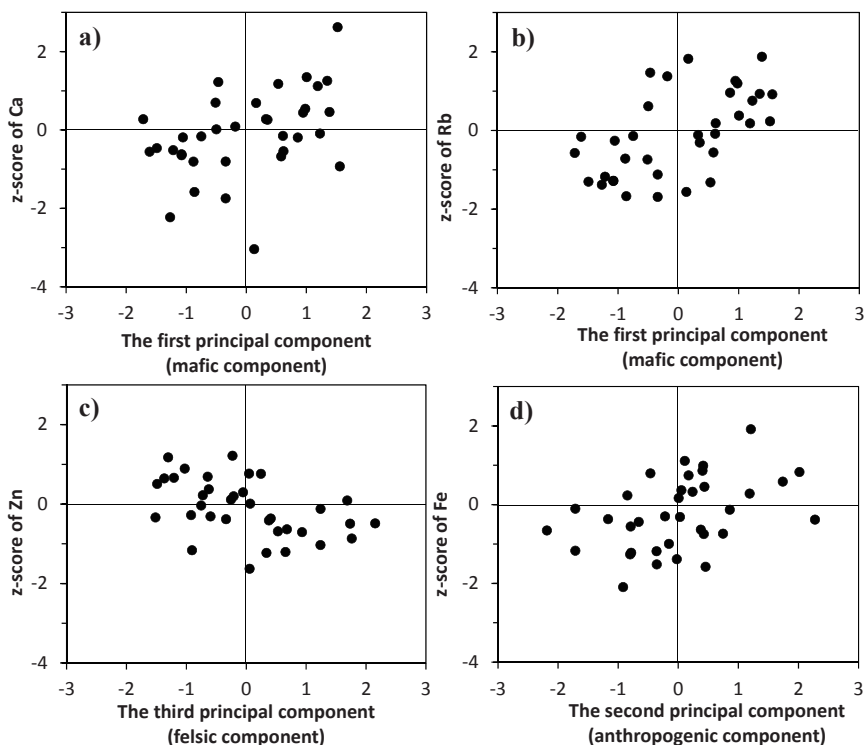 a)
z-score of Ca
2
0
-2
-4
-3 -2 -1 0 1 2 3
The first principal component
(mafic component)
b)
z-score of Rb
2
0
-2
-4
-3 -2 -1 0 1 2 3
The first principal component
(mafic component)
c)
z-score of Zn
2
0
-2
-4
-3 -2 -1 0 1 2 3
The third principal component
(felsic component)
d)
z-score of Fe
2
0
-2
-4
-3 -2 -1 0 1 2 3
The second principal component
(anthropogenic component)